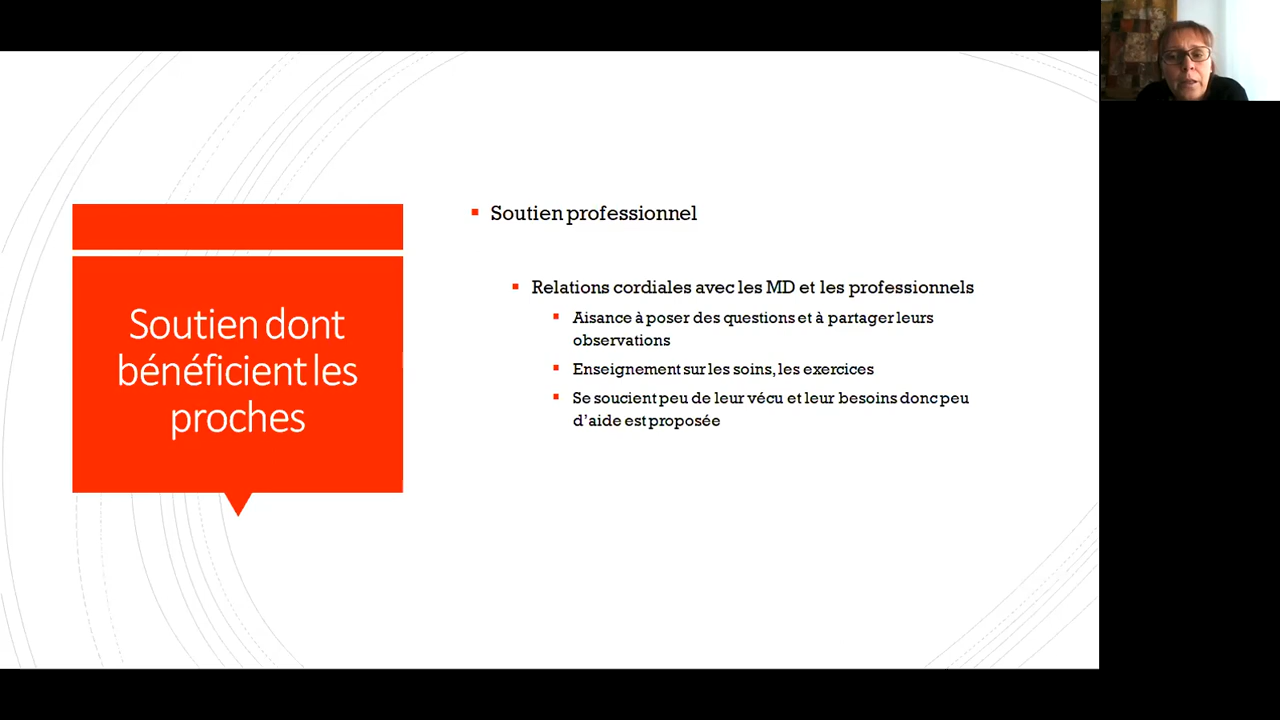 Soutien dont
bénéficient les
proches
Soutien professionnel
Relations cordiales avec les MD et les professionnels
Aisance à poser des questions et à partager leurs
observations
Enseignement sur les soins, les exercices
Se soucient peu de leur vécu et leur besoins donc peu
d’aide est proposée